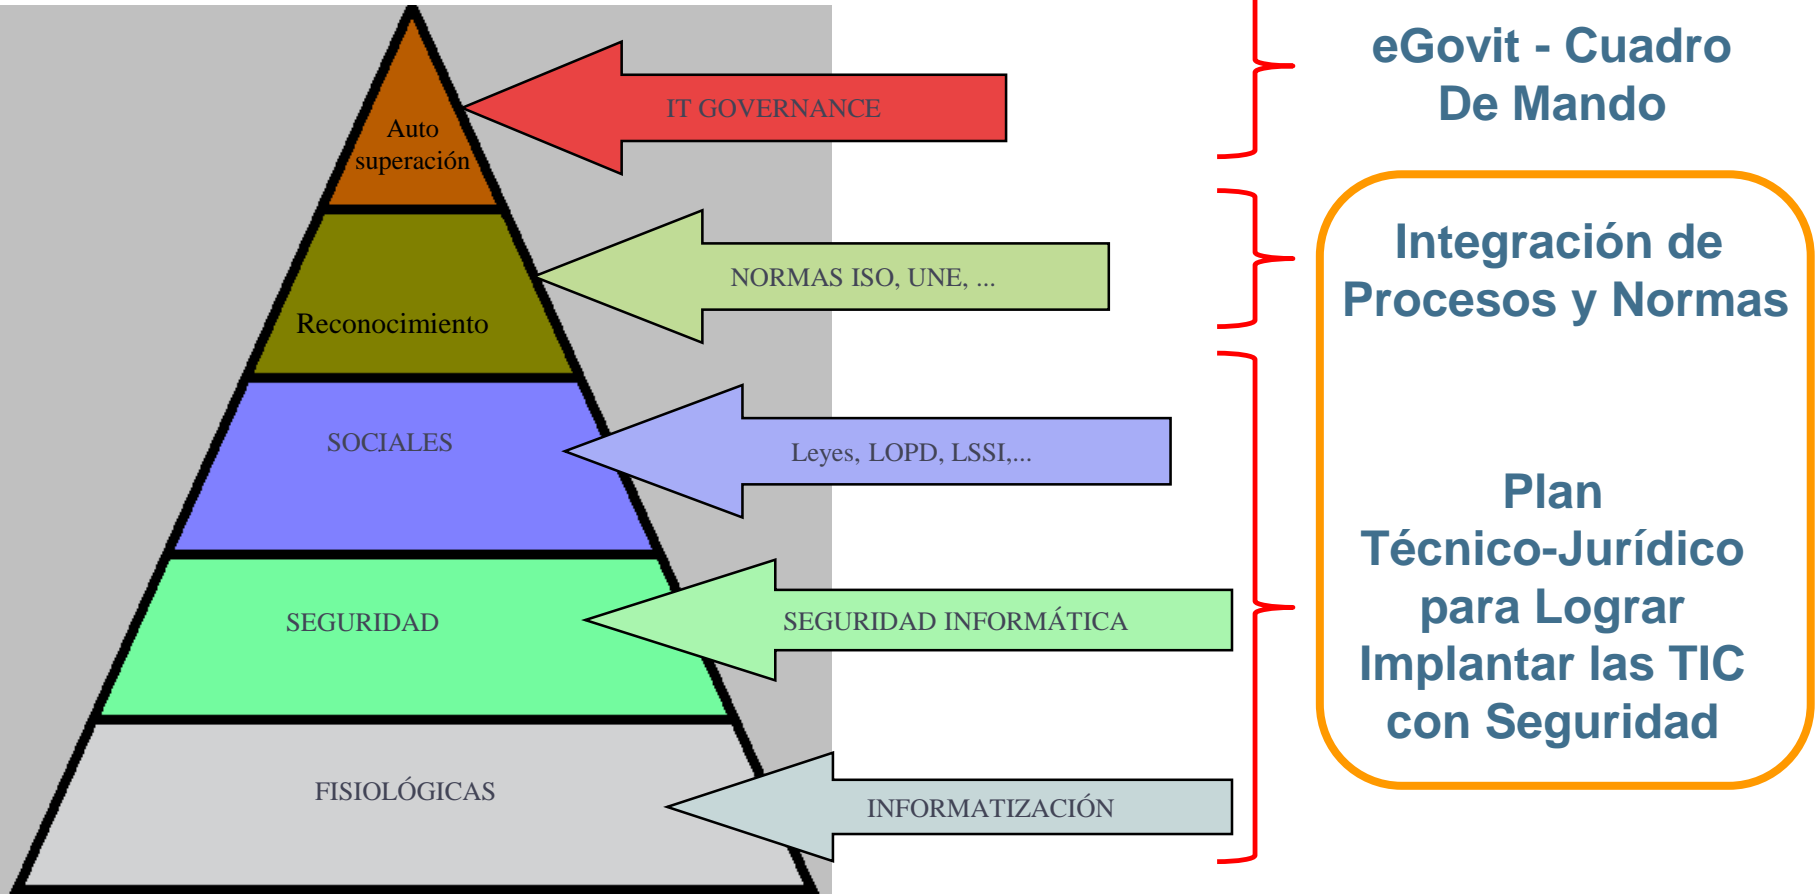 Auto
superación
Reconocimiento
SOCIALES
SEGURIDAD
FISIOLÓGICAS
IT GOVERNANCE
NORMAS ISO, UNE, ...
Leyes, LOPD, LSSI,...
SEGURIDAD INFORMÁTICA
INFORMATIZACIÓN
eGovit - Cuadro
De Mando
Integración de
Procesos y Normas
Plan
Técnico-Jurídico
para Lograr
Implantar las TIC
con Seguridad